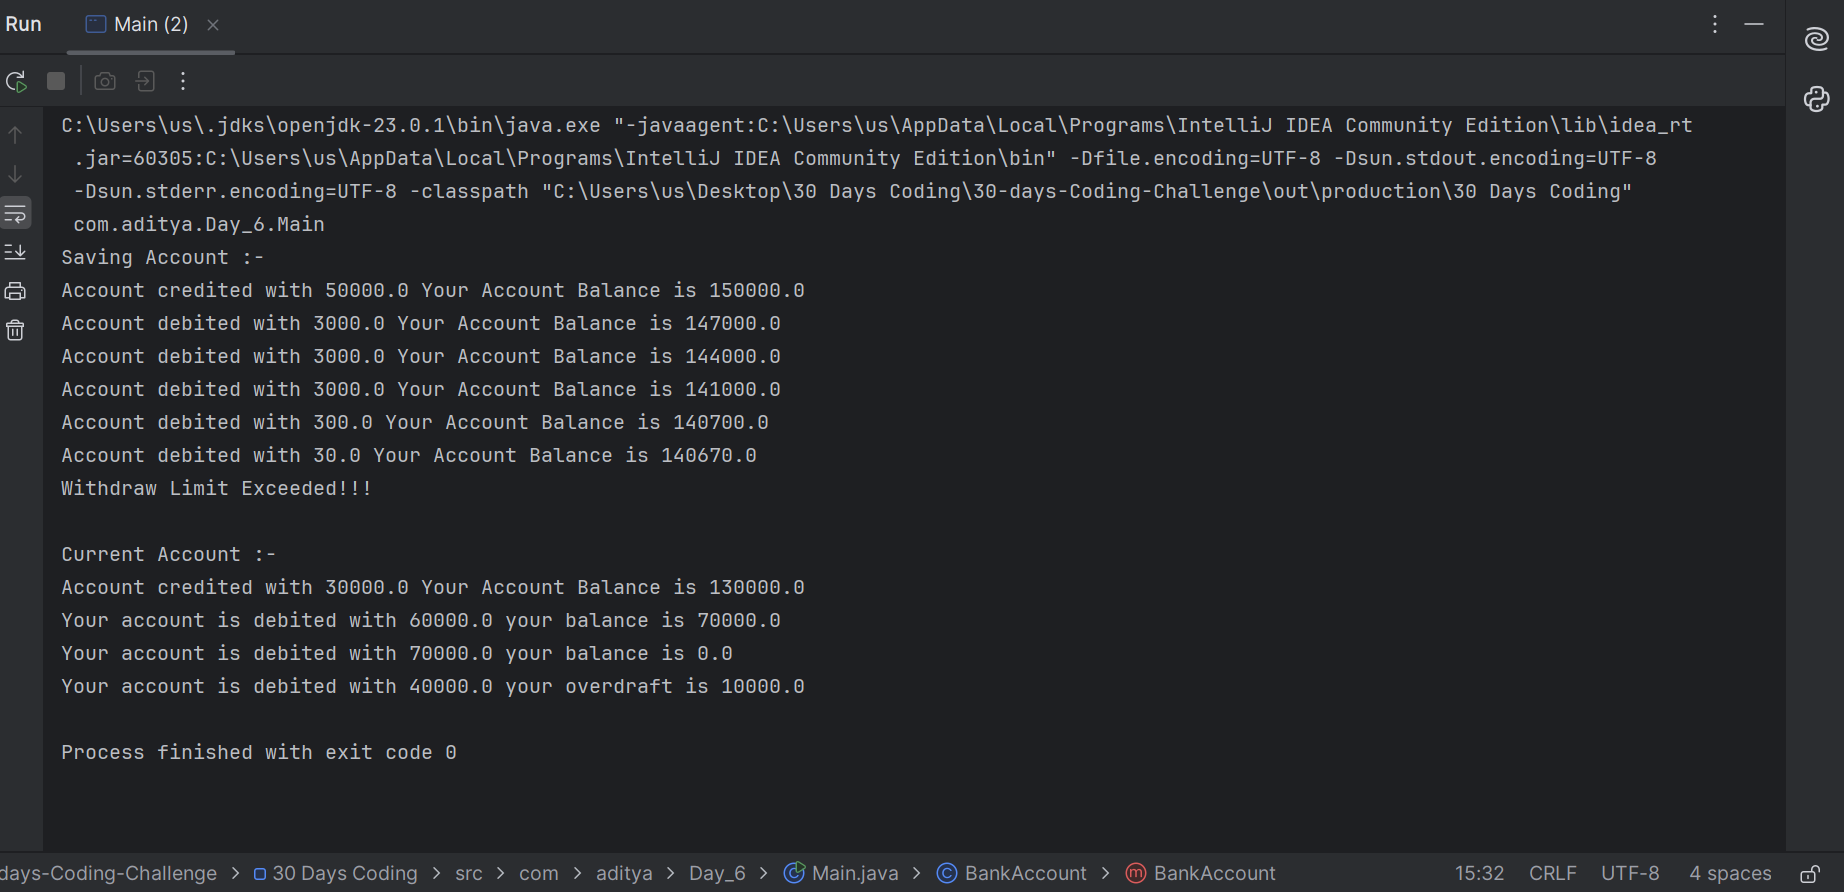 Run Main (2)
C:\Users\us\.jdks\openjdk-23.0.1\bin\java.exe "-javaagent:C:\Users\us\AppData\Local\Programs\IntelliJ IDEA Community Edition\lib\idea_rt
.jar=60305:C:\Users\us\AppData\Local\Programs\IntelliJ IDEA Community Edition\bin" -Dfile.encoding=UTF-8 -Dsun.stdout.encoding=UTF-8
-Dsun.stderr.encoding=UTF-8 -classpath "C:\Users\us\Desktop\30 Days Coding\30-days-Coding-Challenge\out\production\30 Days Coding"
com.aditya.Day_6.Main
Saving Account :-
Account credited with 50000.0 Your Account Balance is 150000.0
Account debited with 3000.0 Your Account Balance is 147000.0
Account debited with 3000.0 Your Account Balance is 144000.0
Account debited with 3000.0 Your Account Balance is 141000.0
Account debited with 300.0 Your Account Balance is 140700.0
Account debited with 30.0 Your Account Balance is 140670.0
Withdraw Limit Exceeded!!!
Current Account :-
Account credited with 30000.0 Your Account Balance is 130000.0
Your account is debited with 60000.0 your balance is 70000.0
Your account is debited with 70000.0 your balance is 0.0
Your account is debited with 40000.0 your overdraft is 10000.0
Process finished with exit code 0
days-Coding-Challenge > 30 Days Coding > src > com > aditya > Day_6 > Main.java > BankAccount > BankAccount 15:32 CRLF UTF-8 4 spaces